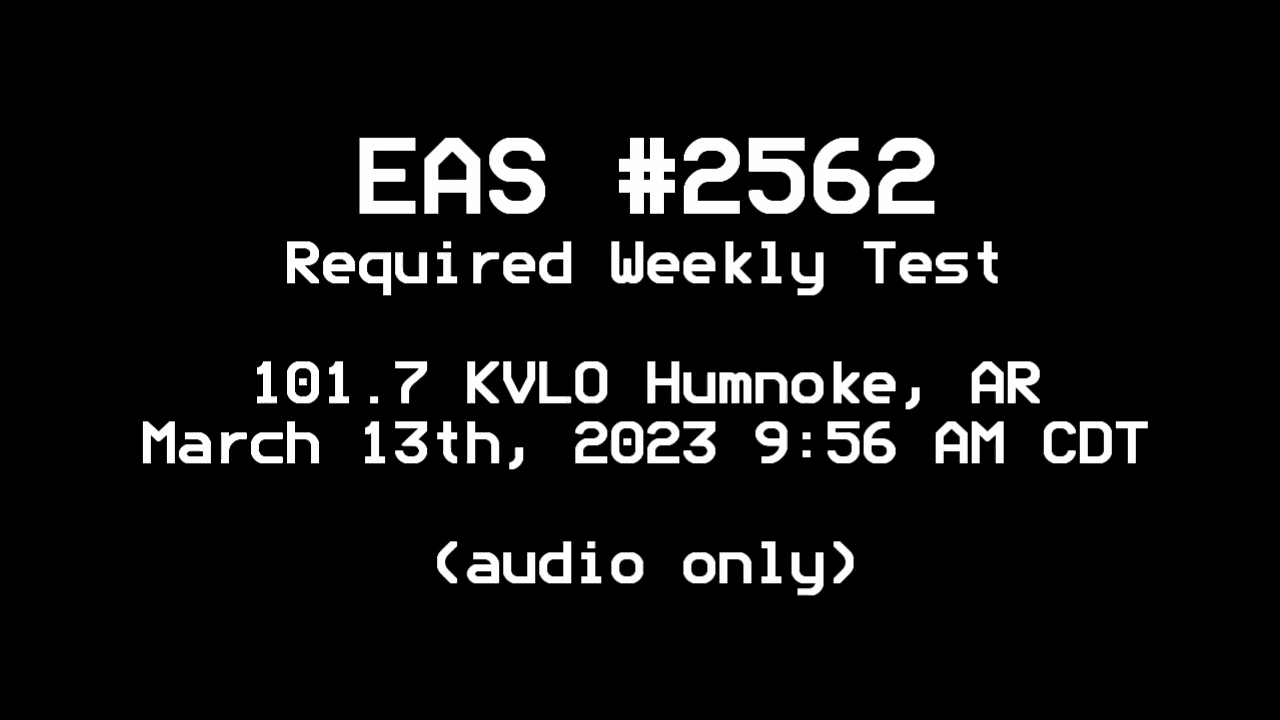 EAS #2562
Required Weekly Test
101.7 KVLO Humnoke, AR
March 13th, 2023 9:56 AM CDT
(audio only)